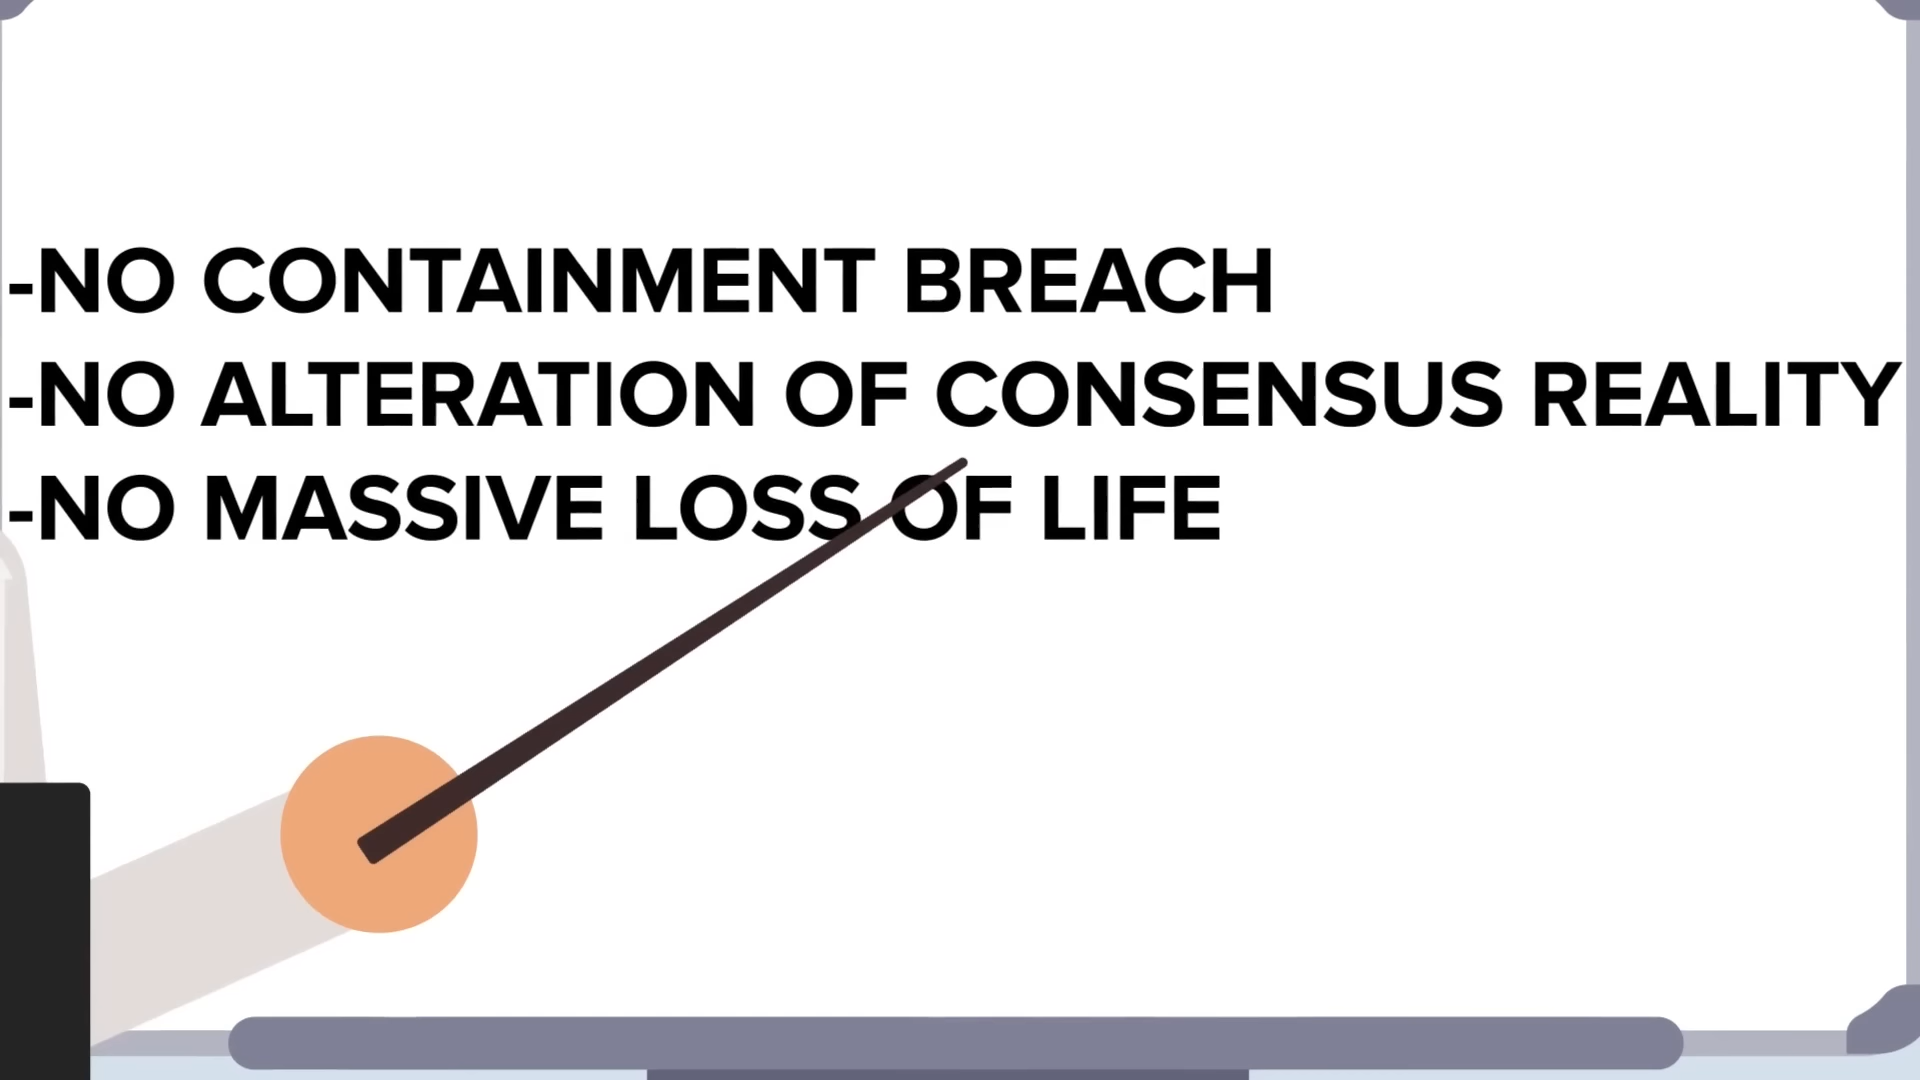 -NO CONTAINMENT BREACH
-NO ALTERATION OF CONSENSUS REALITY
-NO MASSIVE LOSS OF LIFE